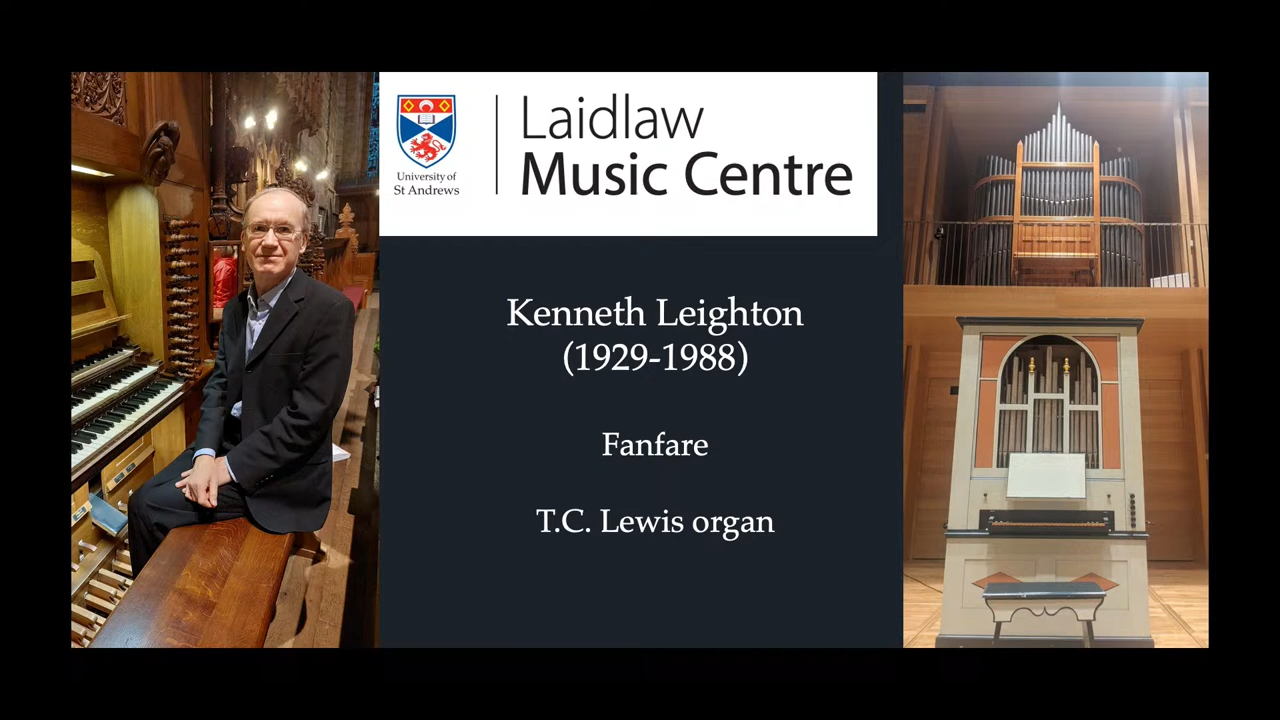 University of
St Andrews
Laidlaw
Music Centre
Kenneth Leighton
(1929-1988)
Fanfare
T.C. Lewis organ